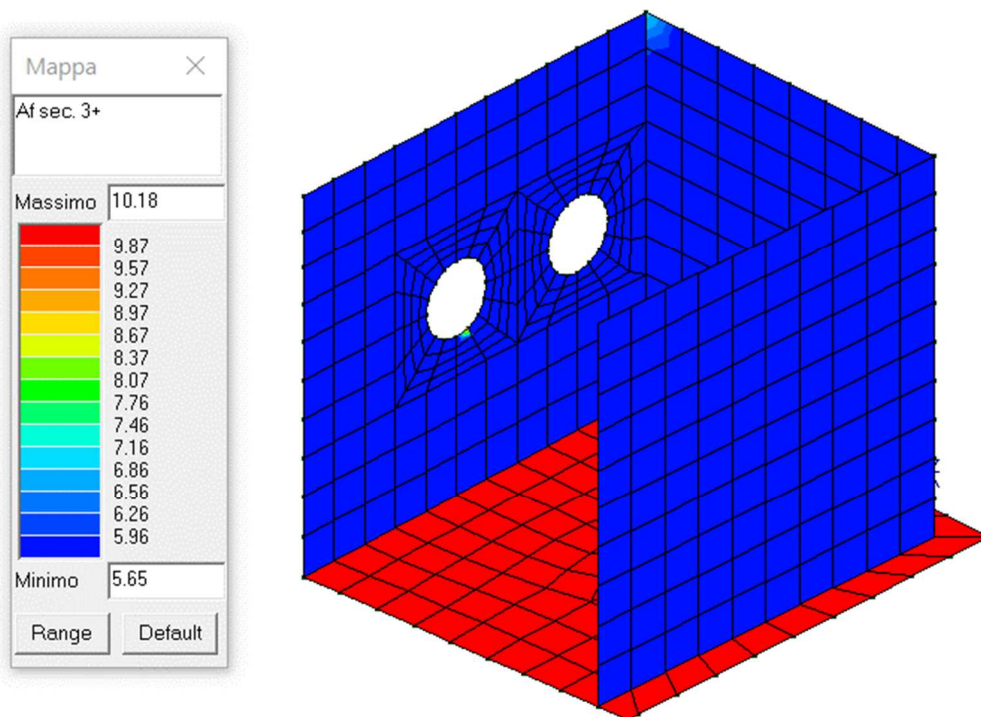 Mappa
Af sec. 3+
Massimo 10.18
9.87
9.57
9.27
8.97
8.67
8.37
8.07
7.76
7.46
7.16
6.86
6.56
6.26
5.96
Minimo 5.65
Range Default